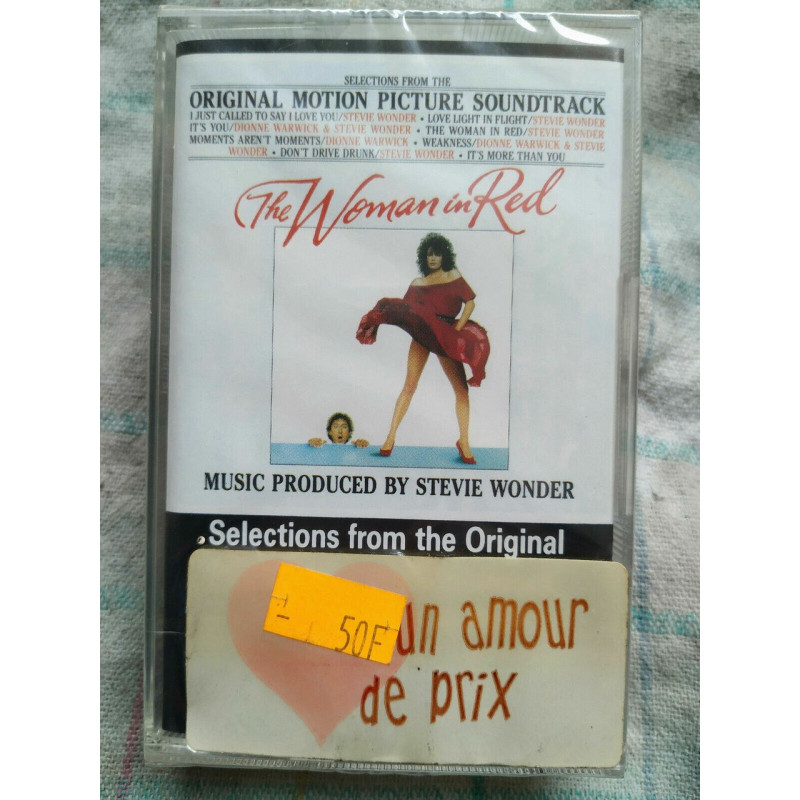 SELECTIONS FROM THE
ORIGINAL MOTION PICTURE SOUNDTRACK
I JUST CALLED TO SAY I LOVE YOU/STEVIE WONDER • LOVE LIGHT IN FLIGHT/STEVIE WONDER
IT'S YOU/DIONNE WARWICK & STEVIE WONDER • THE WOMAN IN RED/STEVIE WONDER
MOMENTS AREN'T MOMENTS/DIONNE WARWICK • WEAKNESS/DIONNE WARWICK & STEVIE
WONDER • DON'T DRIVE DRUNK/STEVIE WONDER • IT'S MORE THAN YOU
The Woman in Red
MUSIC PRODUCED BY STEVIE WONDER
Selections from the Original
50F
un amour
de prix